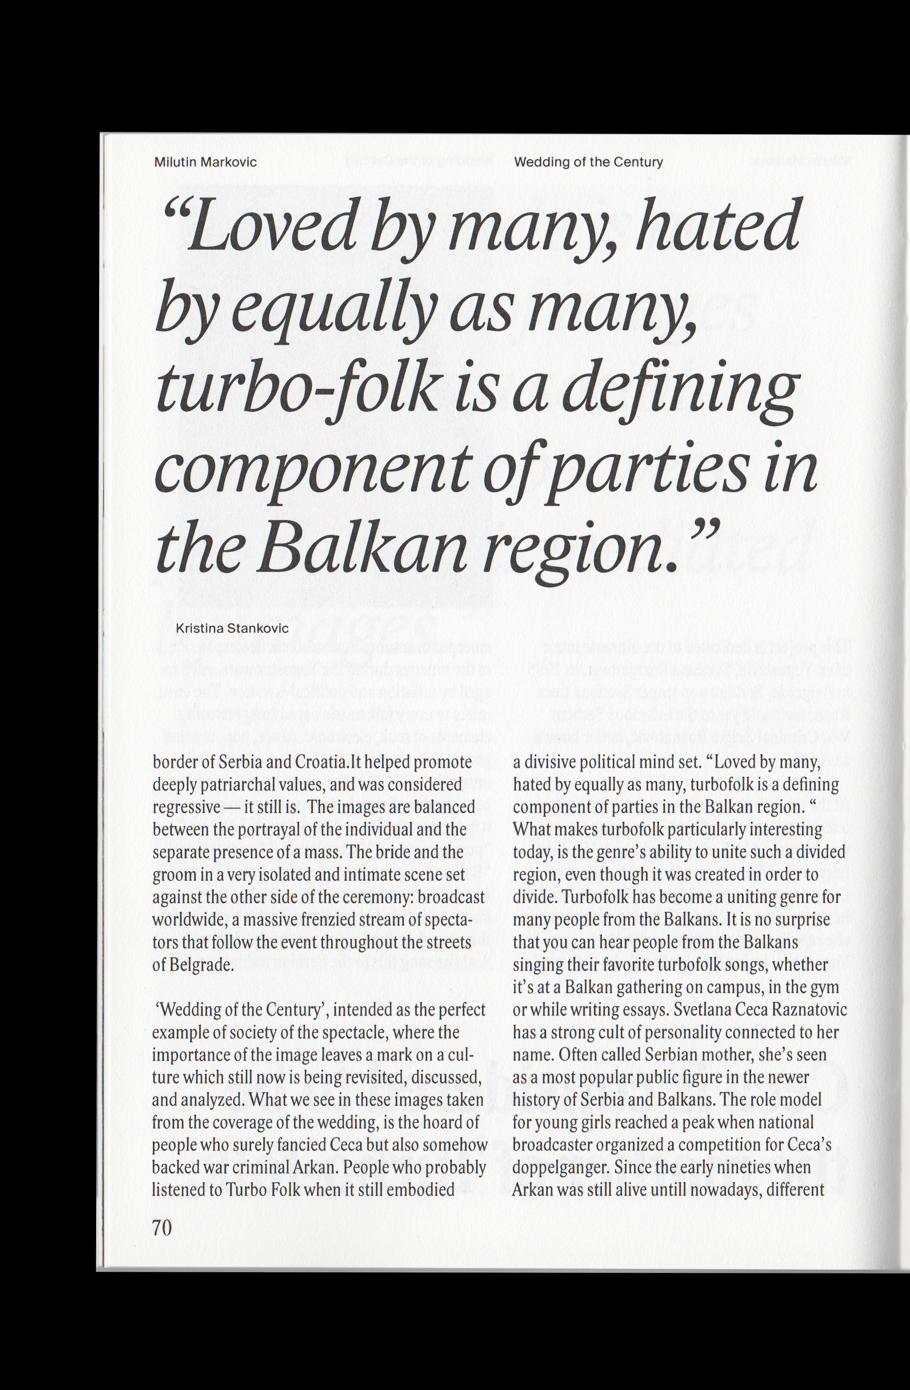 Milutin Markovic
Wedding of the Century
“Loved by many, hated
by equally as many,
turbo-folk is a defining
component of parties in
the Balkan region.”
Kristina Stankovic
border of Serbia and Croatia.It helped promote
deeply patriarchal values, and was considered
regressive — it still is. The images are balanced
between the portrayal of the individual and the
separate presence of a mass. The bride and the
groom in a very isolated and intimate scene set
against the other side of the ceremony: broadcast
worldwide, a massive frenzied stream of specta-
tors that follow the event throughout the streets
of Belgrade.
‘Wedding of the Century’, intended as the perfect
example of society of the spectacle, where the
importance of the image leaves a mark on a cul-
ture which still now is being revisited, discussed,
and analyzed. What we see in these images taken
from the coverage of the wedding, is the hoard of
people who surely fancied Ceca but also somehow
backed war criminal Arkan. People who probably
listened to Turbo Folk when it still embodied
a divisive political mind set. “Loved by many,
hated by equally as many, turbofolk is a defining
component of parties in the Balkan region. “
What makes turbofolk particularly interesting
today, is the genre’s ability to unite such a divided
region, even though it was created in order to
divide. Turbofolk has become a uniting genre for
many people from the Balkans. It is no surprise
that you can hear people from the Balkans
singing their favorite turbofolk songs, whether
it’s at a Balkan gathering on campus, in the gym
or while writing essays. Svetlana Ceca Raznatovic
has a strong cult of personality connected to her
name. Often called Serbian mother, she’s seen
as a most popular public figure in the newer
history of Serbia and Balkans. The role model
for young girls reached a peak when national
broadcaster organized a competition for Ceca’s
doppelganger. Since the early nineties when
Arkan was still alive untill nowadays, different
70